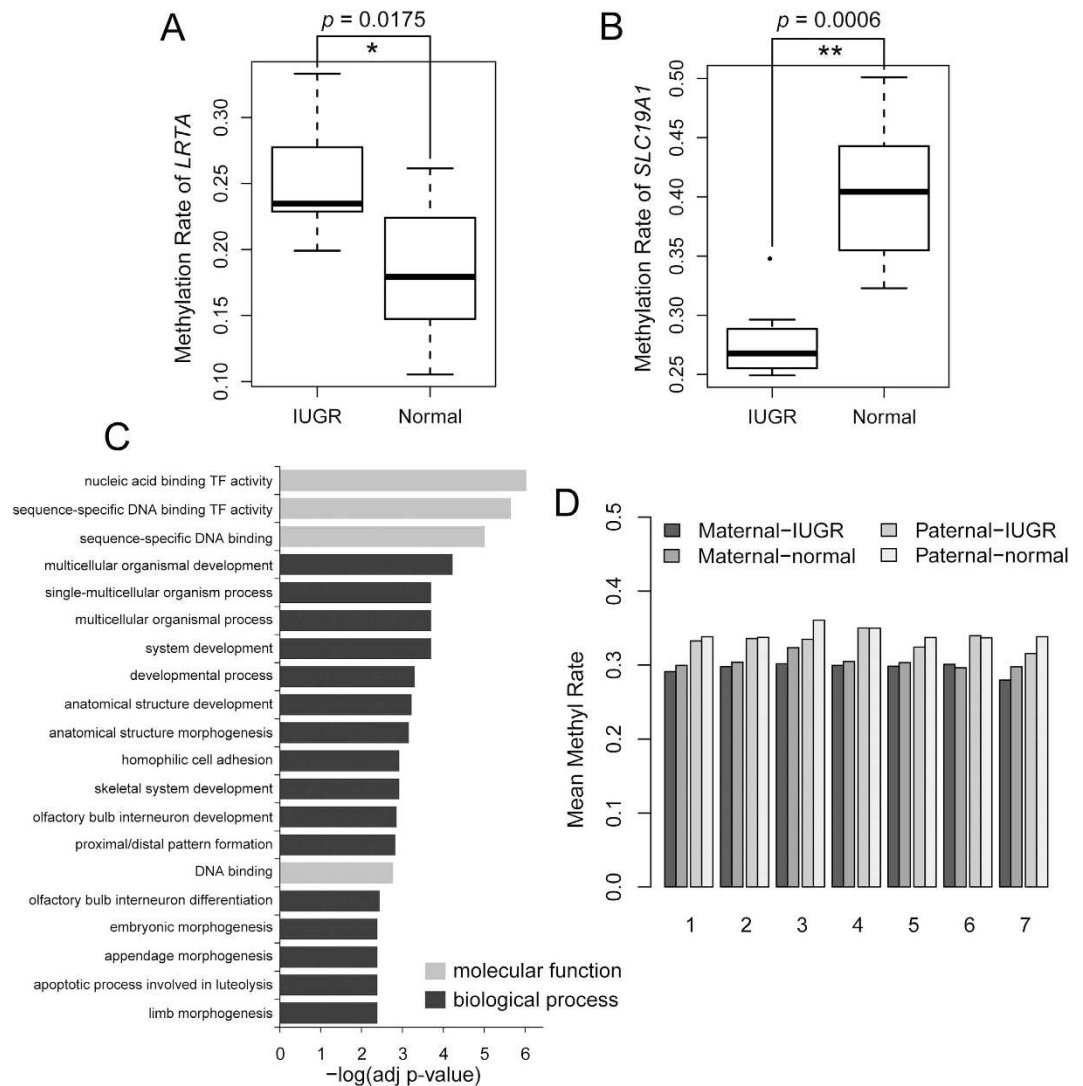 A
p = 0.0175
*
Methylation Rate of LRTA
0.30
0.25
0.20
0.15
0.10
IUGR
Normal
B
p = 0.0006
**
Methylation Rate of SLC19A1
0.50
0.45
0.40
0.35
0.30
0.25
IUGR
Normal
C
nucleic acid binding TF activity
sequence-specific DNA binding TF activity
sequence-specific DNA binding
multicellular organismal development
single-multicellular organism process
multicellular organismal process
system development
developmental process
anatomical structure development
anatomical structure morphogenesis
homophilic cell adhesion
skeletal system development
olfactory bulb interneuron development
proximal/distal pattern formation
DNA binding
olfactory bulb interneuron differentiation
embryonic morphogenesis
appendage morphogenesis
apoptotic process involved in luteolysis
limb morphogenesis
molecular function
biological process
0 1 2 3 4 5 6
−log(adj p-value)
D
Maternal−IUGR
Maternal−normal
Paternal−IUGR
Paternal−normal
Mean Methyl Rate
0.5
0.4
0.3
0.2
0.1
0.0
1 2 3 4 5 6 7